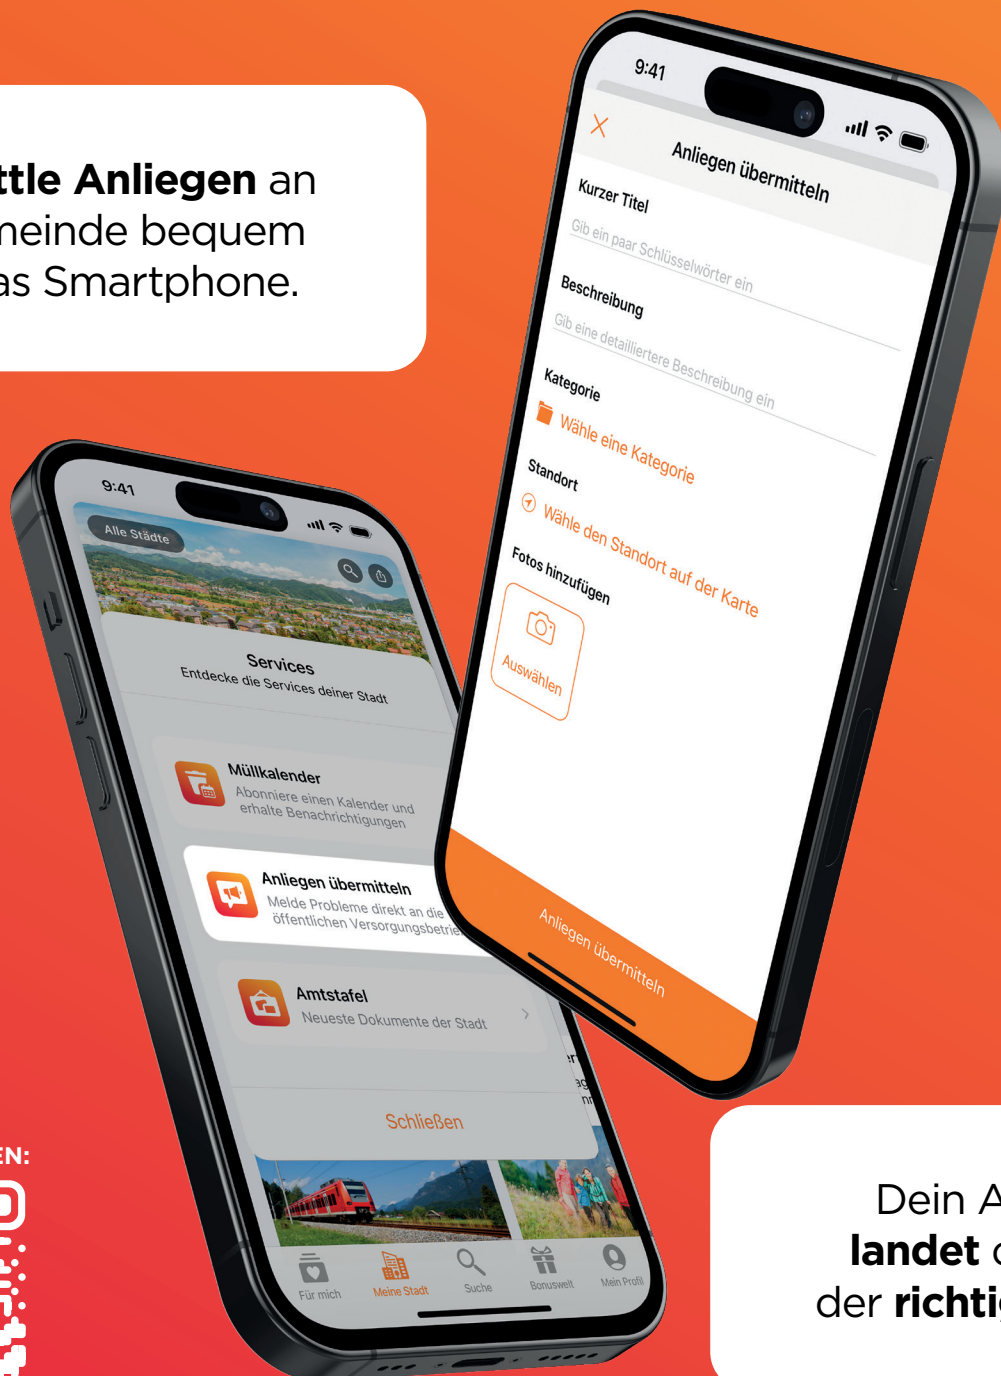 ttle Anliegen an
meinde bequem
as Smartphone.
9:41
Anliegen übermitteln
Kurzer Titel
Gib ein paar Schlüsselwörter ein
Beschreibung
Gib eine detailliertere Beschreibung ein
Kategorie
Wähle eine Kategorie
Standort
Wähle den Standort auf der Karte
Fotos hinzufügen
Auswählen
Anliegen übermitteln
9:41
Alle Städte
Services
Entdecke die Services deiner Stadt
Müllkalender
Abonniere einen Kalender und
erhalte Benachrichtigungen
Anliegen übermitteln
Melde Probleme direkt an die
öffentlichen Versorgungsbetrie
Amtstafel
Neueste Dokumente der Stadt
Schließen
Für mich
Meine Stadt
Suche
Bonuswelt
Mein Profil
EN:
Dein A
landet
der richtig